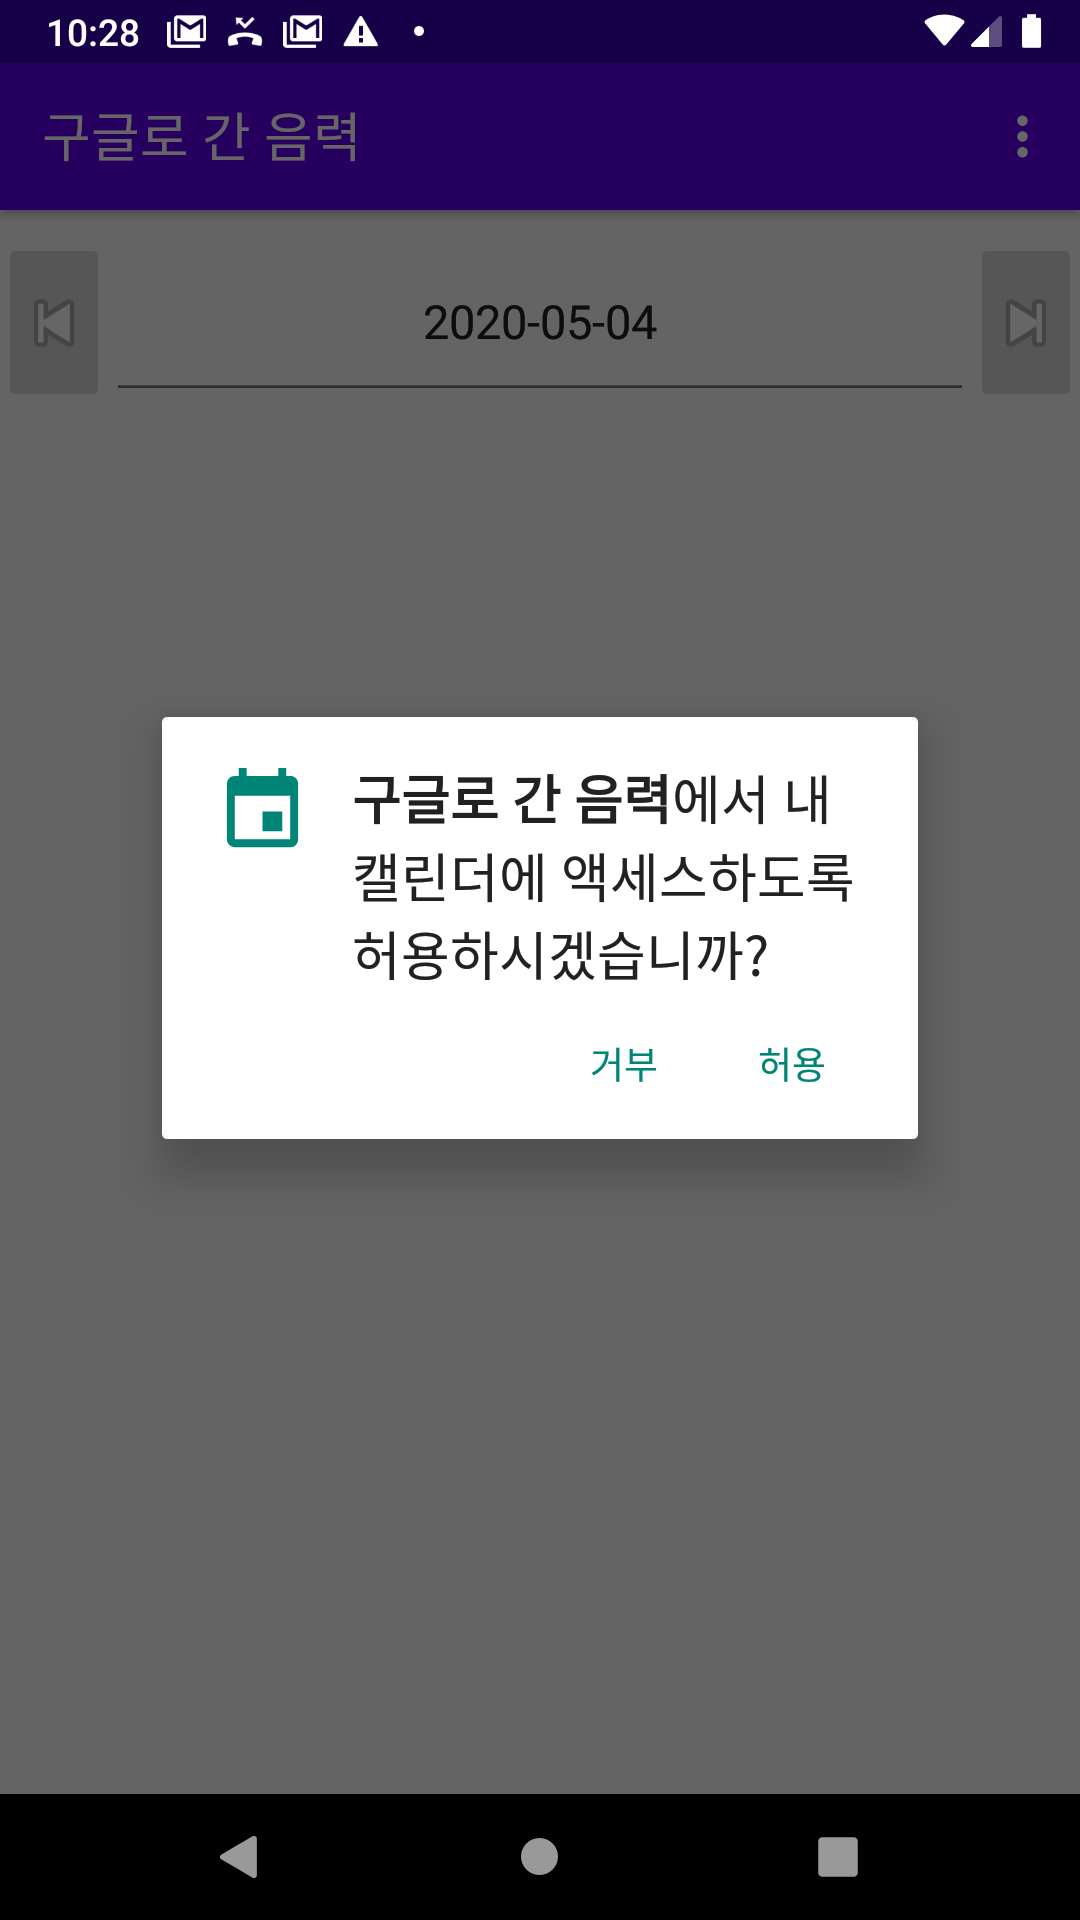 10:28
구글로 간 음력
2020-05-04
구글로 간 음력에서 내
캘린더에 액세스하도록
허용하시겠습니까?
거부 허용